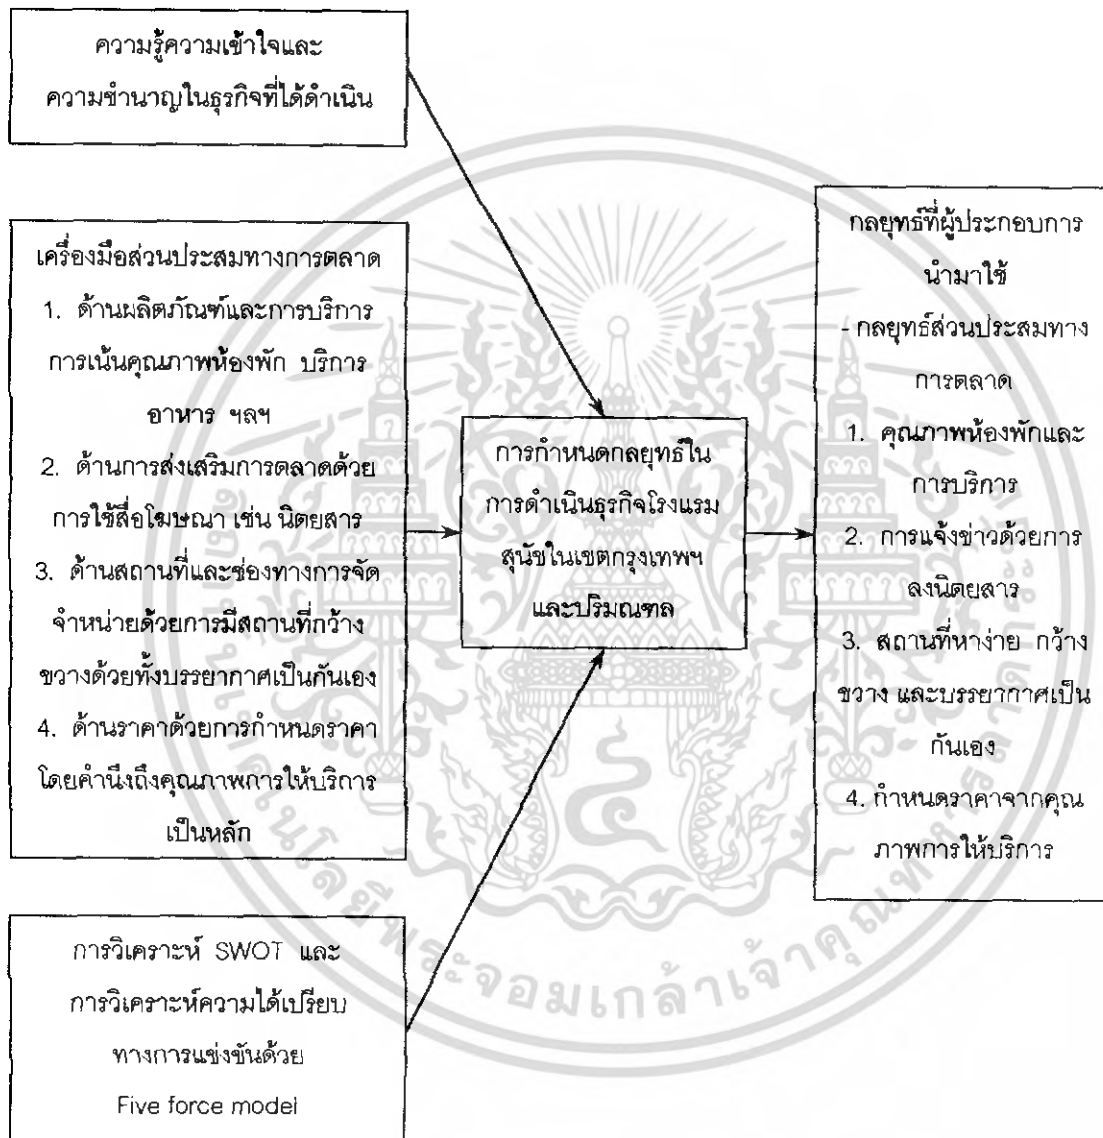 ความรู้ความเข้าใจและ
ความชำนาญในธุรกิจที่ได้ดำเนิน
เครื่องมือส่วนประสมทางการตลาด
1. ด้านผลิตภัณฑ์และการบริการ
การเน้นคุณภาพห้องพัก บริการ
อาหาร ฯลฯ
2. ด้านการส่งเสริมการตลาดด้วย
การใช้สื่อโฆษณา เช่น นิตยสาร
3. ด้านสถานที่และช่องทางการจัด
จำหน่ายด้วยการมีสถานที่กว้าง
ขวางด้วยทั้งบรรยากาศเป็นกันเอง
4. ด้านราคาด้วยการกำหนดราคา
โดยคำนึงถึงคุณภาพการให้บริการ
เป็นหลัก
การวิเคราะห์ SWOT และ
การวิเคราะห์ความได้เปรียบ
ทางการแข่งขันด้วย
Five force model
การกำหนดกลยุทธ์ใน
การดำเนินธุรกิจโรงแรม
สุนัขในเขตกรุงเทพฯ
และปริมณฑล
กลยุทธ์ที่ผู้ประกอบการ
นำมาใช้
- กลยุทธ์ส่วนประสมทาง
การตลาด
1. คุณภาพห้องพักและ
การบริการ
2. การแจ้งข่าวด้วยการ
ลงนิตยสาร
3. สถานที่หาง่าย กว้าง
ขวาง และบรรยากาศเป็น
กันเอง
4. กำหนดราคาจากคุณ
ภาพการให้บริการ